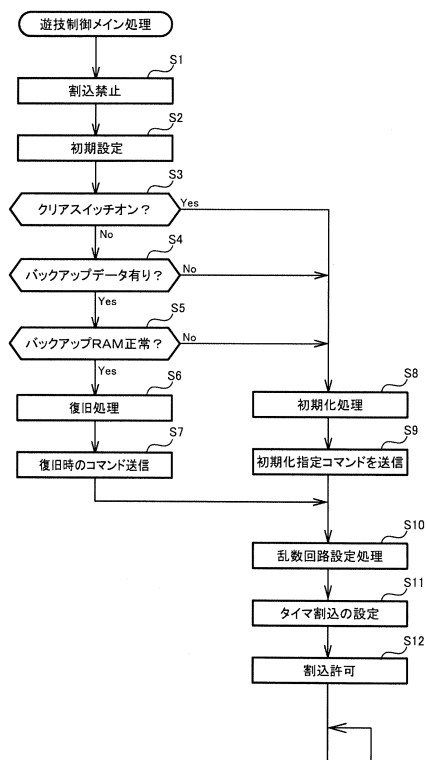 遊技制御メイン処理
S1
割込禁止
S2
初期設定
S3
クリアスイッチオン？
Yes
No
S4
バックアップデータ有り？
No
Yes
S5
バックアップRAM正常？
No
Yes
S6
復旧処理
S7
復旧時のコマンド送信
S8
初期化処理
S9
初期化指定コマンドを送信
S10
乱数回路設定処理
S11
タイマ割込の設定
S12
割込許可